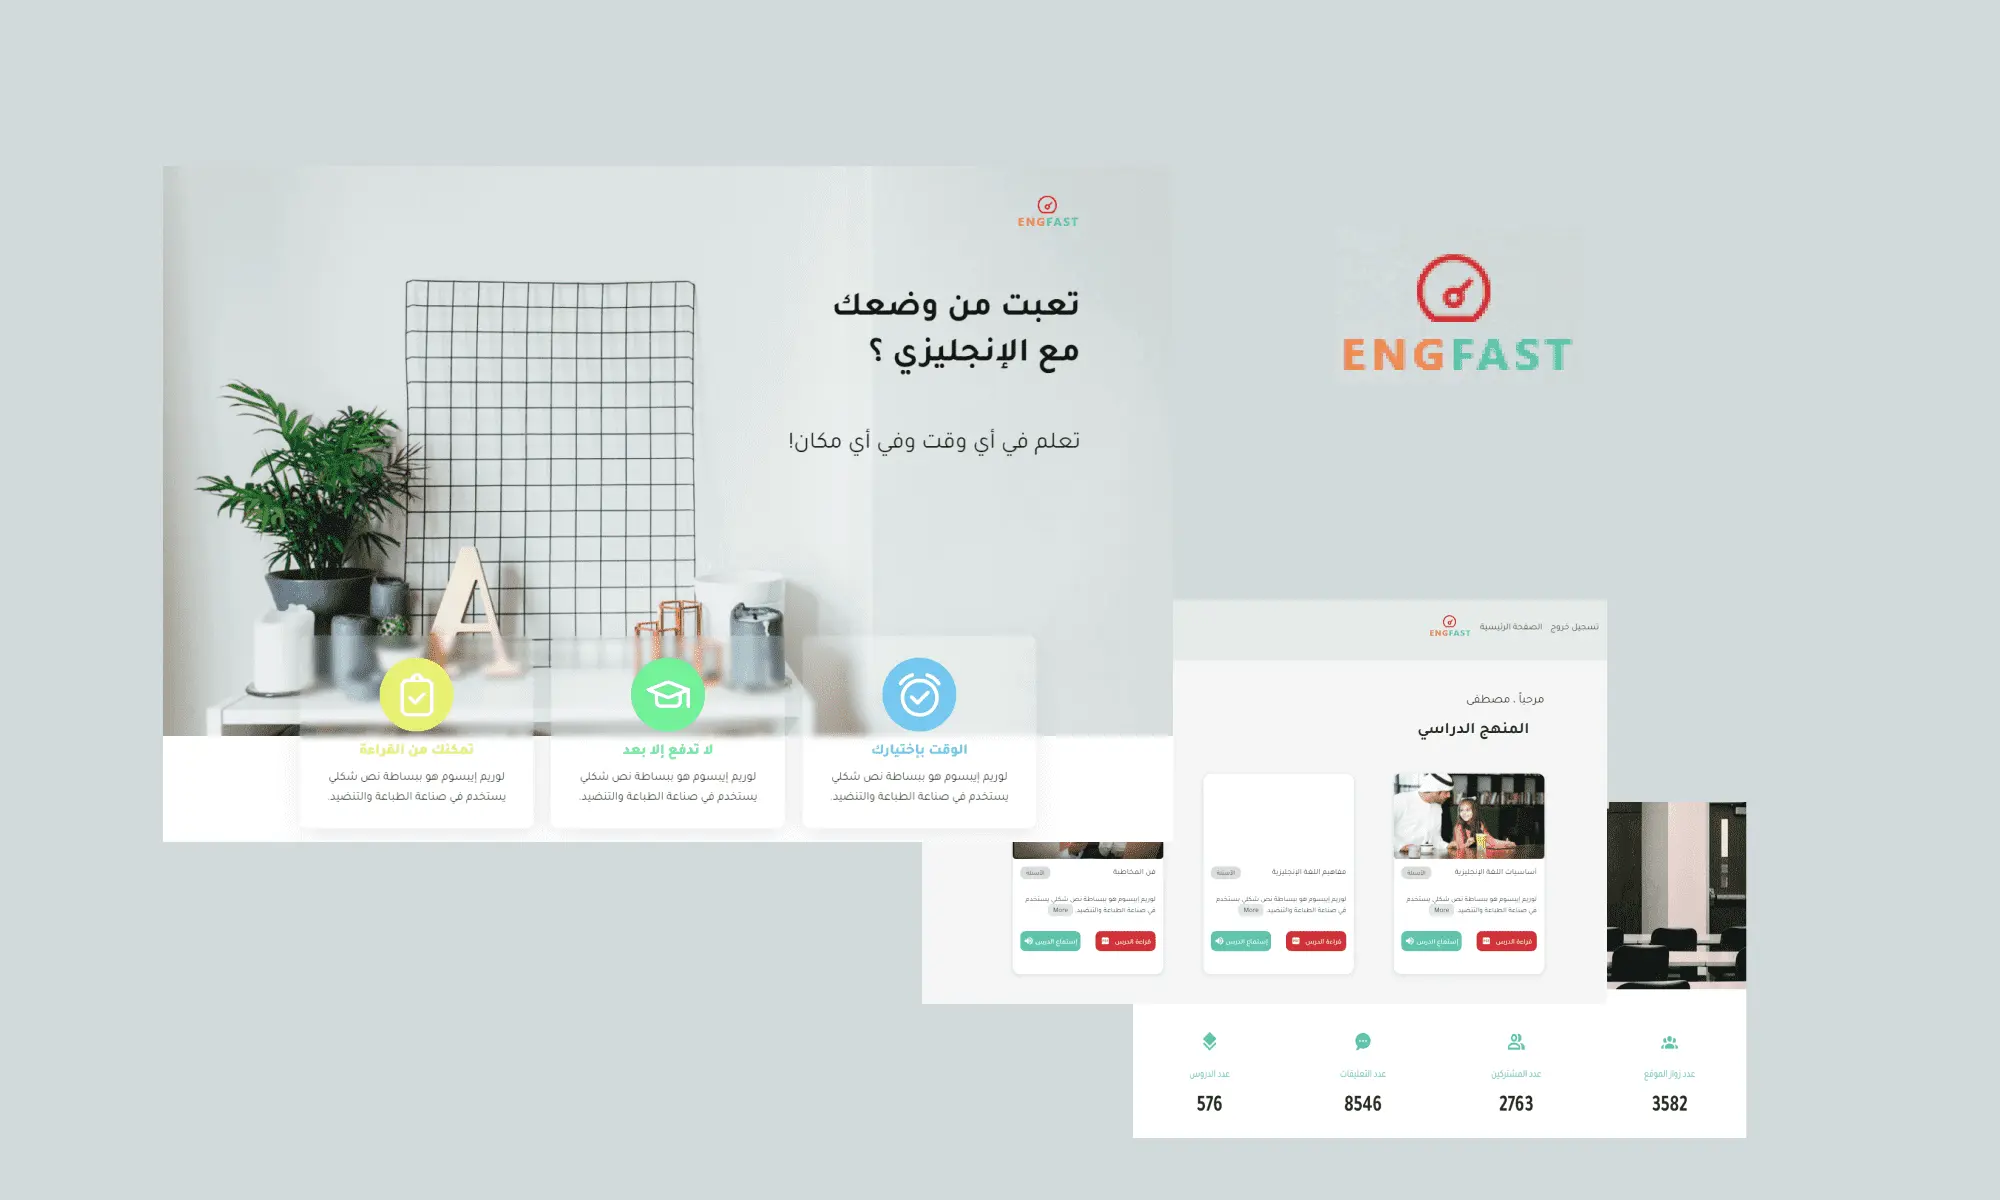 ENGFAST
تعبت من وضعك
مع الإنجليزي ؟
تعلم في أي وقت وفي أي مكان!
الوقت بإختيارك
لوريم إيبسوم هو ببساطة نص شكلي
يستخدم في صناعة الطباعة والتنضيد.
لا تدفع إلا بعد
لوريم إيبسوم هو ببساطة نص شكلي
يستخدم في صناعة الطباعة والتنضيد.
تمكنك من القراءة
لوريم إيبسوم هو ببساطة نص شكلي
يستخدم في صناعة الطباعة والتنضيد.
ENGFAST
تسجيل خروج
الصفحة الرئيسية
ENGFAST
مرحباً ، مصطفى
المنهج الدراسي
أساسيات اللغة الإنجليزية
الأسئلة
لوريم إيبسوم هو ببساطة نص شكلي يستخدم
في صناعة الطباعة والتنضيد. More
قراءة الدرس
إستماع الدرس
مفاهيم اللغة الإنجليزية
الأسئلة
لوريم إيبسوم هو ببساطة نص شكلي يستخدم
في صناعة الطباعة والتنضيد. More
قراءة الدرس
إستماع الدرس
فن المخاطبة
الأسئلة
لوريم إيبسوم هو ببساطة نص شكلي يستخدم
في صناعة الطباعة والتنضيد. More
قراءة الدرس
إستماع الدرس
عدد زوار الموقع
3582
عدد المشتركين
2763
عدد التعليقات
8546
عدد الدروس
576